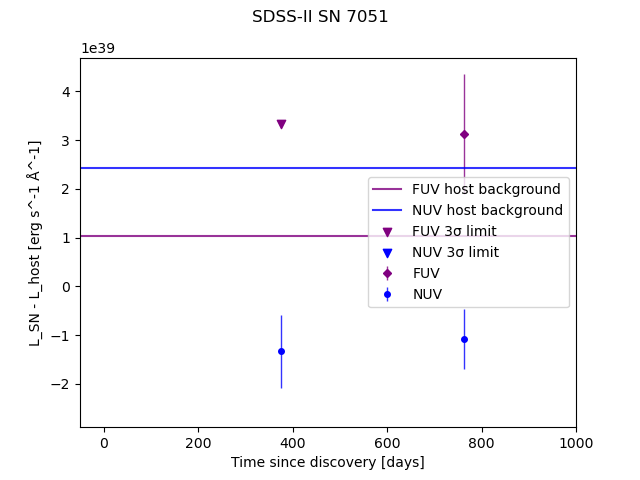 SDSS-II SN 7051
1e39
L_SN - L_host [erg s^-1 Å^-1]
4
3
2
1
0
−1
−2
FUV host background
NUV host background
FUV 3σ limit
NUV 3σ limit
FUV
NUV
0 200 400 600 800 1000
Time since discovery [days]